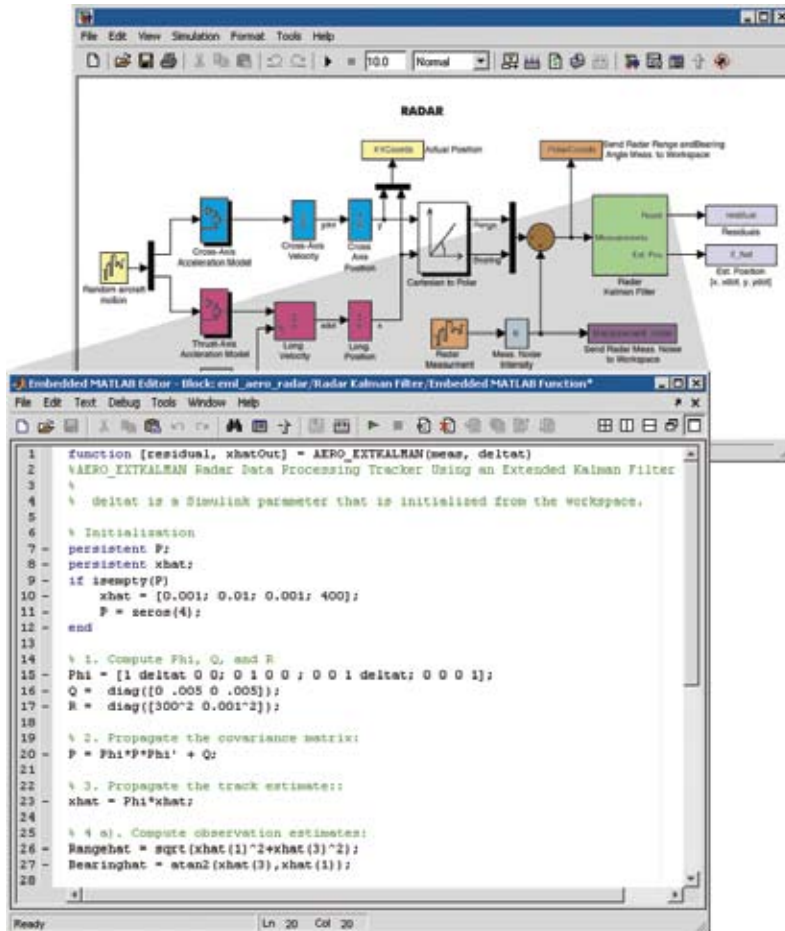 File Edit View Simulation Format Tools Help
10.0 Normal
RADAR
XYCoords Actual Position
PolarCoords Send Radar Range andBearing
Angle Meas. to Workspace
Cross-Axis
Acceleration Model
ydot
Cross-Axis
Velocity
y
Cross
Axis
Position
Range
Bearing
Cartesian to Polar
Resid
Measurements
Est. Pos.
Radar
Kalman Filter
residual
Residuals
X_hat
Est. Position
[x, xdot, y, ydot]
Random aircraft
motion
Thrust-Axis
Accleration Model
xdot
Long.
Velocity
x
Long.
Position
Radar
Measurment
Meas. Noise
Intensity
Send Radar Meas. Noise
to Workspace
Embedded MATLAB Editor - Block: eml_aero_radar/Radar Kalman Filter/Embedded MATLAB Function*
File Edit Text Debug Tools Window Help
1 function [residual, xhatOut] = AERO_EXTKALMAN(meas, deltat)
2 %AERO_EXTKALMAN Radar Data Processing Tracker Using an Extended Kalman Filter
3 %
4 % deltat is a Simulink parameter that is initialized from the workspace.
5
6 % Initialization
7 - persistent P;
8 - persistent xhat;
9 - if isempty(P)
10 - xhat = [0.001; 0.01; 0.001; 400];
11 - P = zeros(4);
12 - end
13
14 % 1. Compute Phi, Q, and R
15 - Phi = [1 deltat 0 0; 0 1 0 0 ; 0 0 1 deltat; 0 0 0 1];
16 - Q = diag([0 .005 0 .005]);
17 - R = diag([300^2 0.001^2]);
18
19 % 2. Propagate the covariance matrix:
20 - P = Phi*P*Phi' + Q;
21
22 % 3. Propagate the track estimate::
23 - xhat = Phi*xhat;
24
25 % 4 a). Compute observation estimates:
26 - Rangehat = sqrt(xhat(1)^2+xhat(3)^2);
27 - Bearinghat = atan2(xhat(3),xhat(1));
28
Ready Ln 20 Col 20